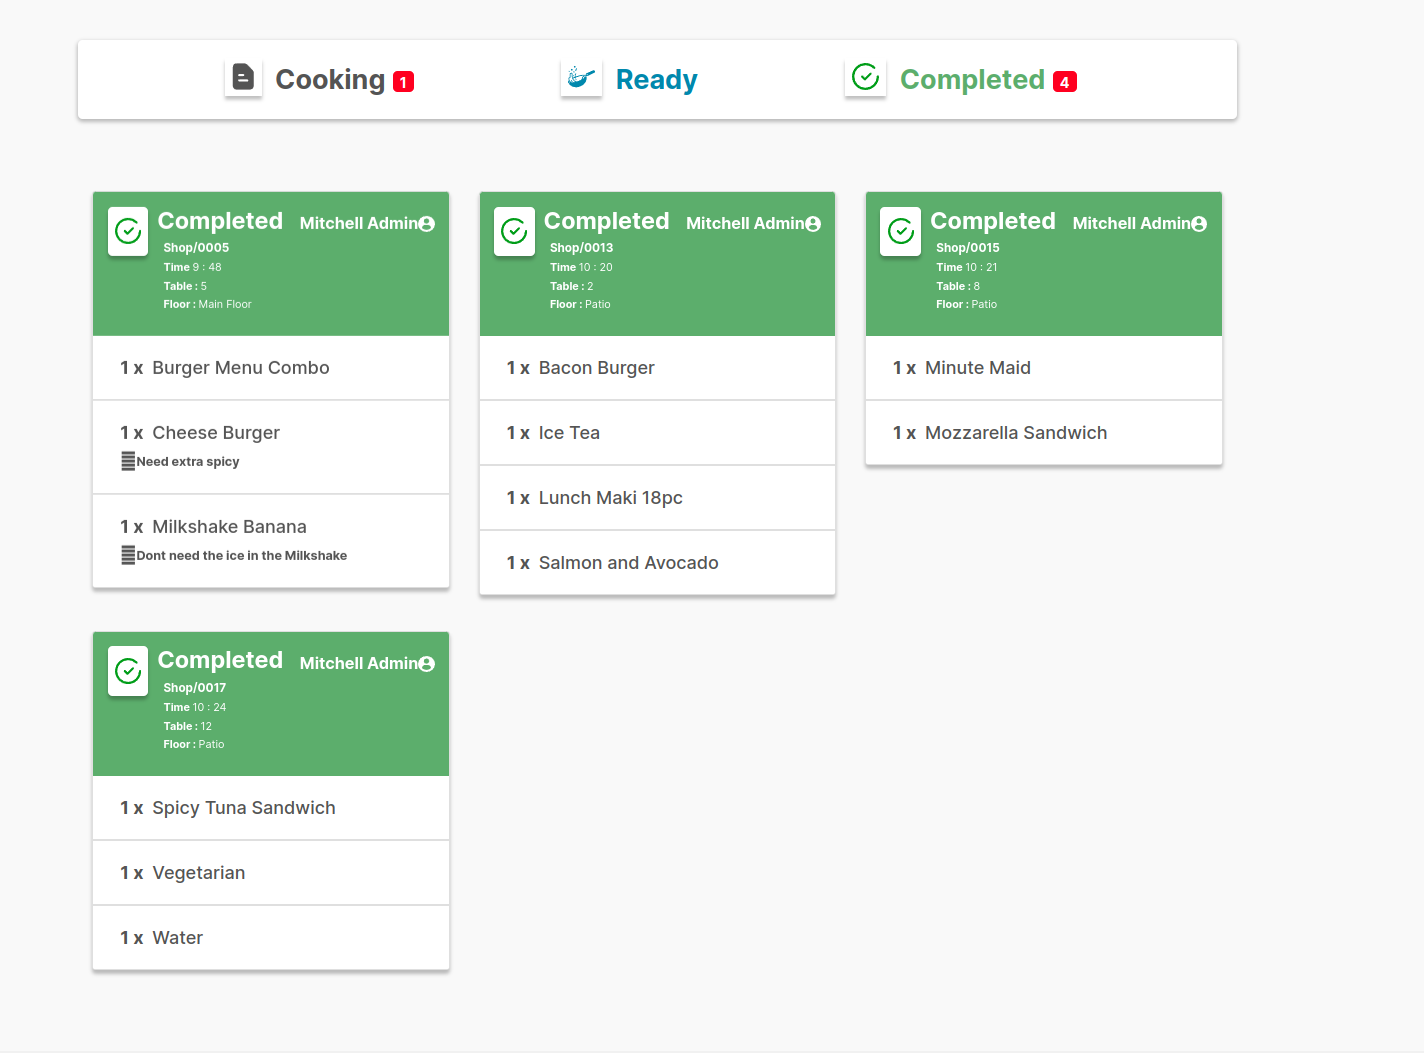 Cooking 1
Ready
Completed 4
Completed Mitchell Admin
Shop/0005
Time 9 : 48
Table : 5
Floor : Main Floor
1 x Burger Menu Combo
1 x Cheese Burger
Need extra spicy
1 x Milkshake Banana
Dont need the ice in the Milkshake
Completed Mitchell Admin
Shop/0013
Time 10 : 20
Table : 2
Floor : Patio
1 x Bacon Burger
1 x Ice Tea
1 x Lunch Maki 18pc
1 x Salmon and Avocado
Completed Mitchell Admin
Shop/0015
Time 10 : 21
Table : 8
Floor : Patio
1 x Minute Maid
1 x Mozzarella Sandwich
Completed Mitchell Admin
Shop/0017
Time 10 : 24
Table : 12
Floor : Patio
1 x Spicy Tuna Sandwich
1 x Vegetarian
1 x Water